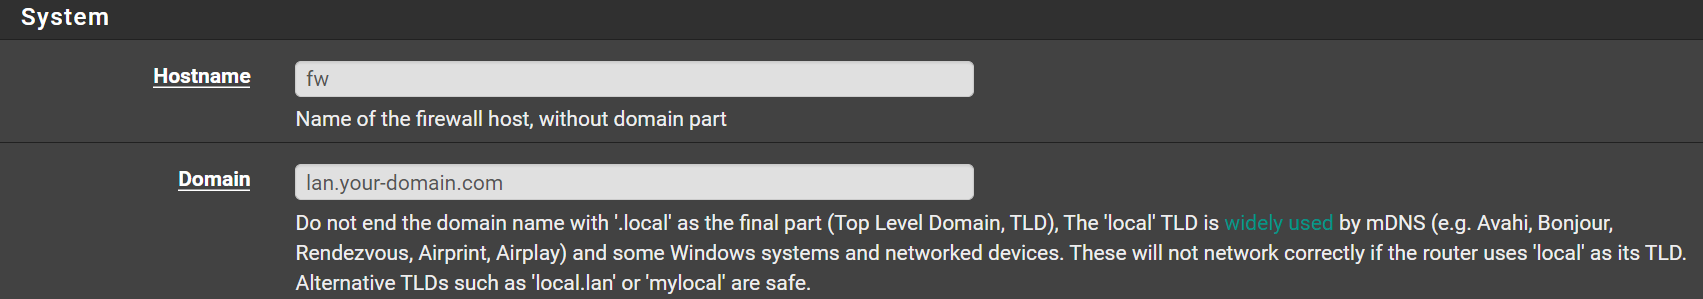 System
Hostname
fw
Name of the firewall host, without domain part
Domain
lan.your-domain.com
Do not end the domain name with '.local' as the final part (Top Level Domain, TLD), The 'local' TLD is widely used by mDNS (e.g. Avahi, Bonjour,
Rendezvous, Airprint, Airplay) and some Windows systems and networked devices. These will not network correctly if the router uses 'local' as its TLD.
Alternative TLDs such as 'local.lan' or 'mylocal' are safe.